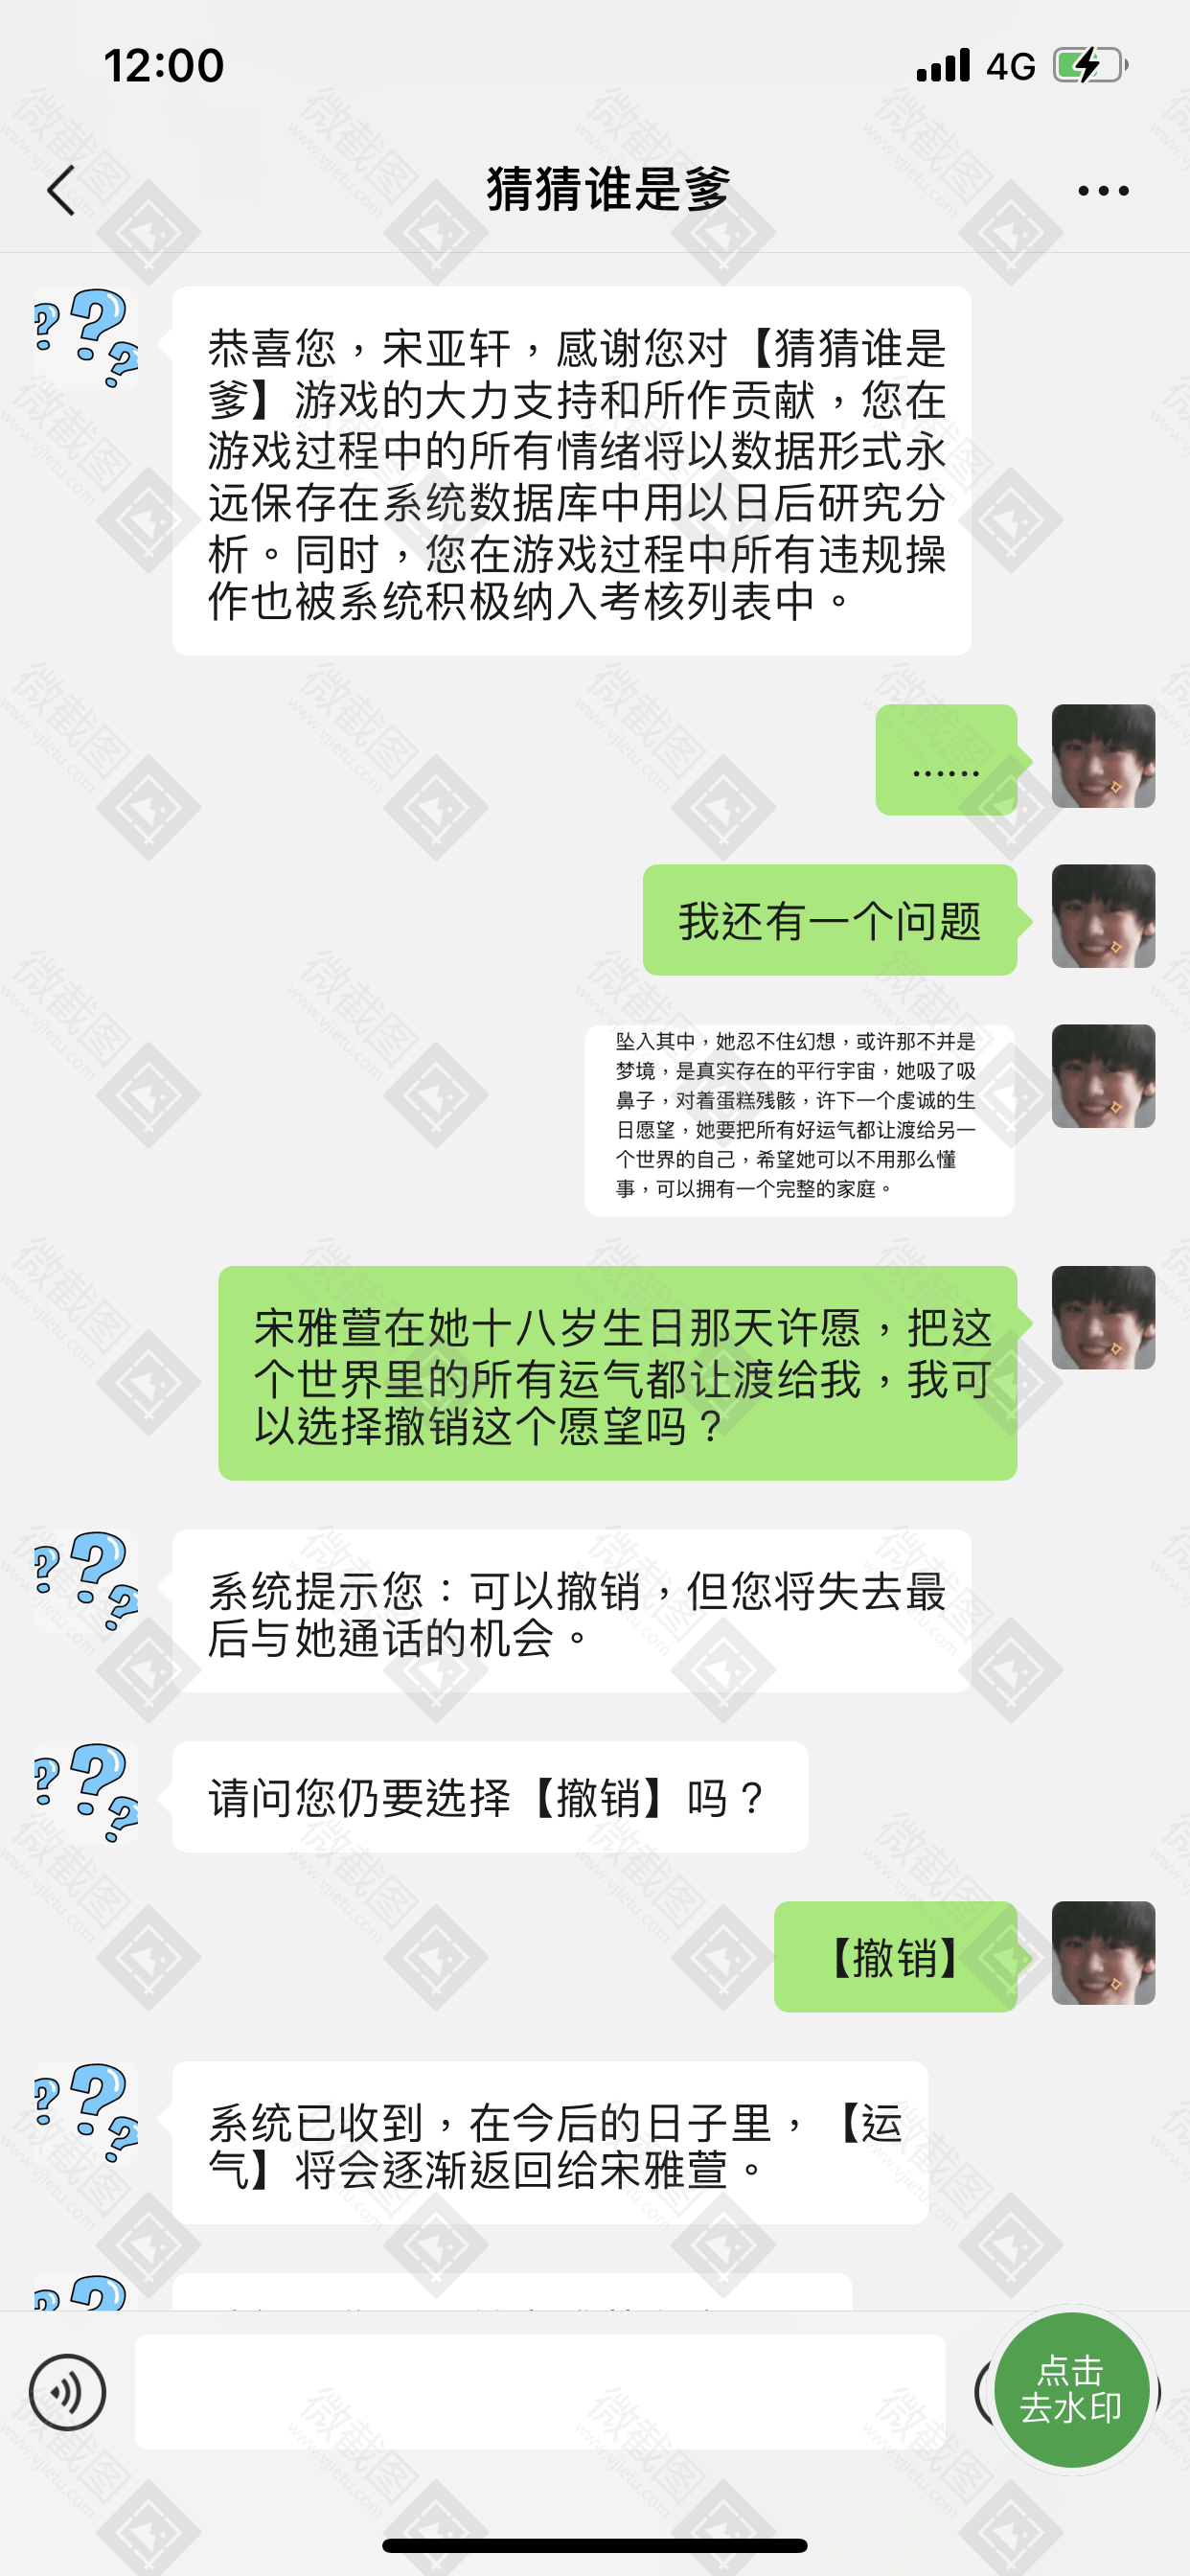 12:00
4G
猜猜谁是爹
恭喜您，宋亚轩，感谢您对【猜猜谁是
爹】游戏的大力支持和所作贡献，您在
游戏过程中的所有情绪将以数据形式永
远保存在系统数据库中用以日后研究分
析。同时，您在游戏过程中所有违规操
作也被系统积极纳入考核列表中。
……
我还有一个问题
坠入其中，她忍不住幻想，或许那不并是
梦境，是真实存在的平行宇宙，她吸了吸
鼻子，对着蛋糕残骸，许下一个虔诚的生
日愿望，她要把所有好运气都让渡给另一
个世界的自己，希望她可以不用那么懂
事，可以拥有一个完整的家庭。
宋雅萱在她十八岁生日那天许愿，把这
个世界里的所有运气都让渡给我，我可
以选择撤销这个愿望吗？
系统提示您：可以撤销，但您将失去最
后与她通话的机会。
请问您仍要选择【撤销】吗？
【撤销】
系统已收到，在今后的日子里，【运
气】将会逐渐返回给宋雅萱。
点击
去水印
微截图
www.vjietu.com